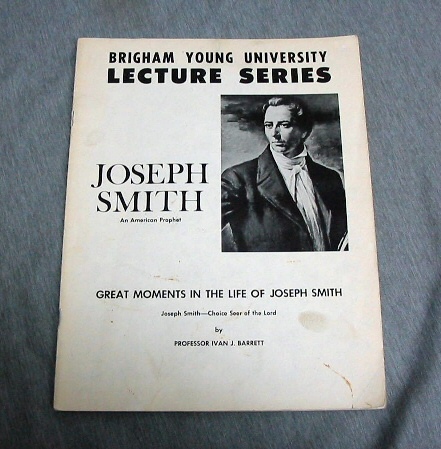 BRIGHAM YOUNG UNIVERSITY
LECTURE SERIES
JOSEPH
SMITH
An American Prophet
GREAT MOMENTS IN THE LIFE OF JOSEPH SMITH
Joseph Smith—Choice Seer of the Lord
by
PROFESSOR IVAN J. BARRETT